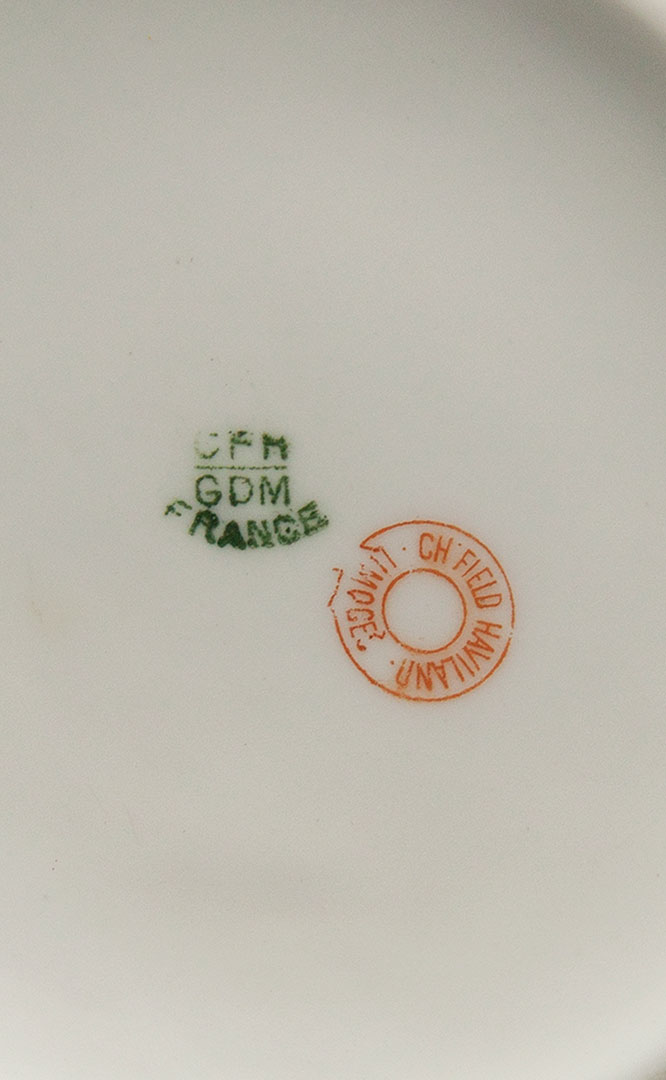 CFH
GDM
FRANCE
CH FIELD HAVILAND
LIMOGES